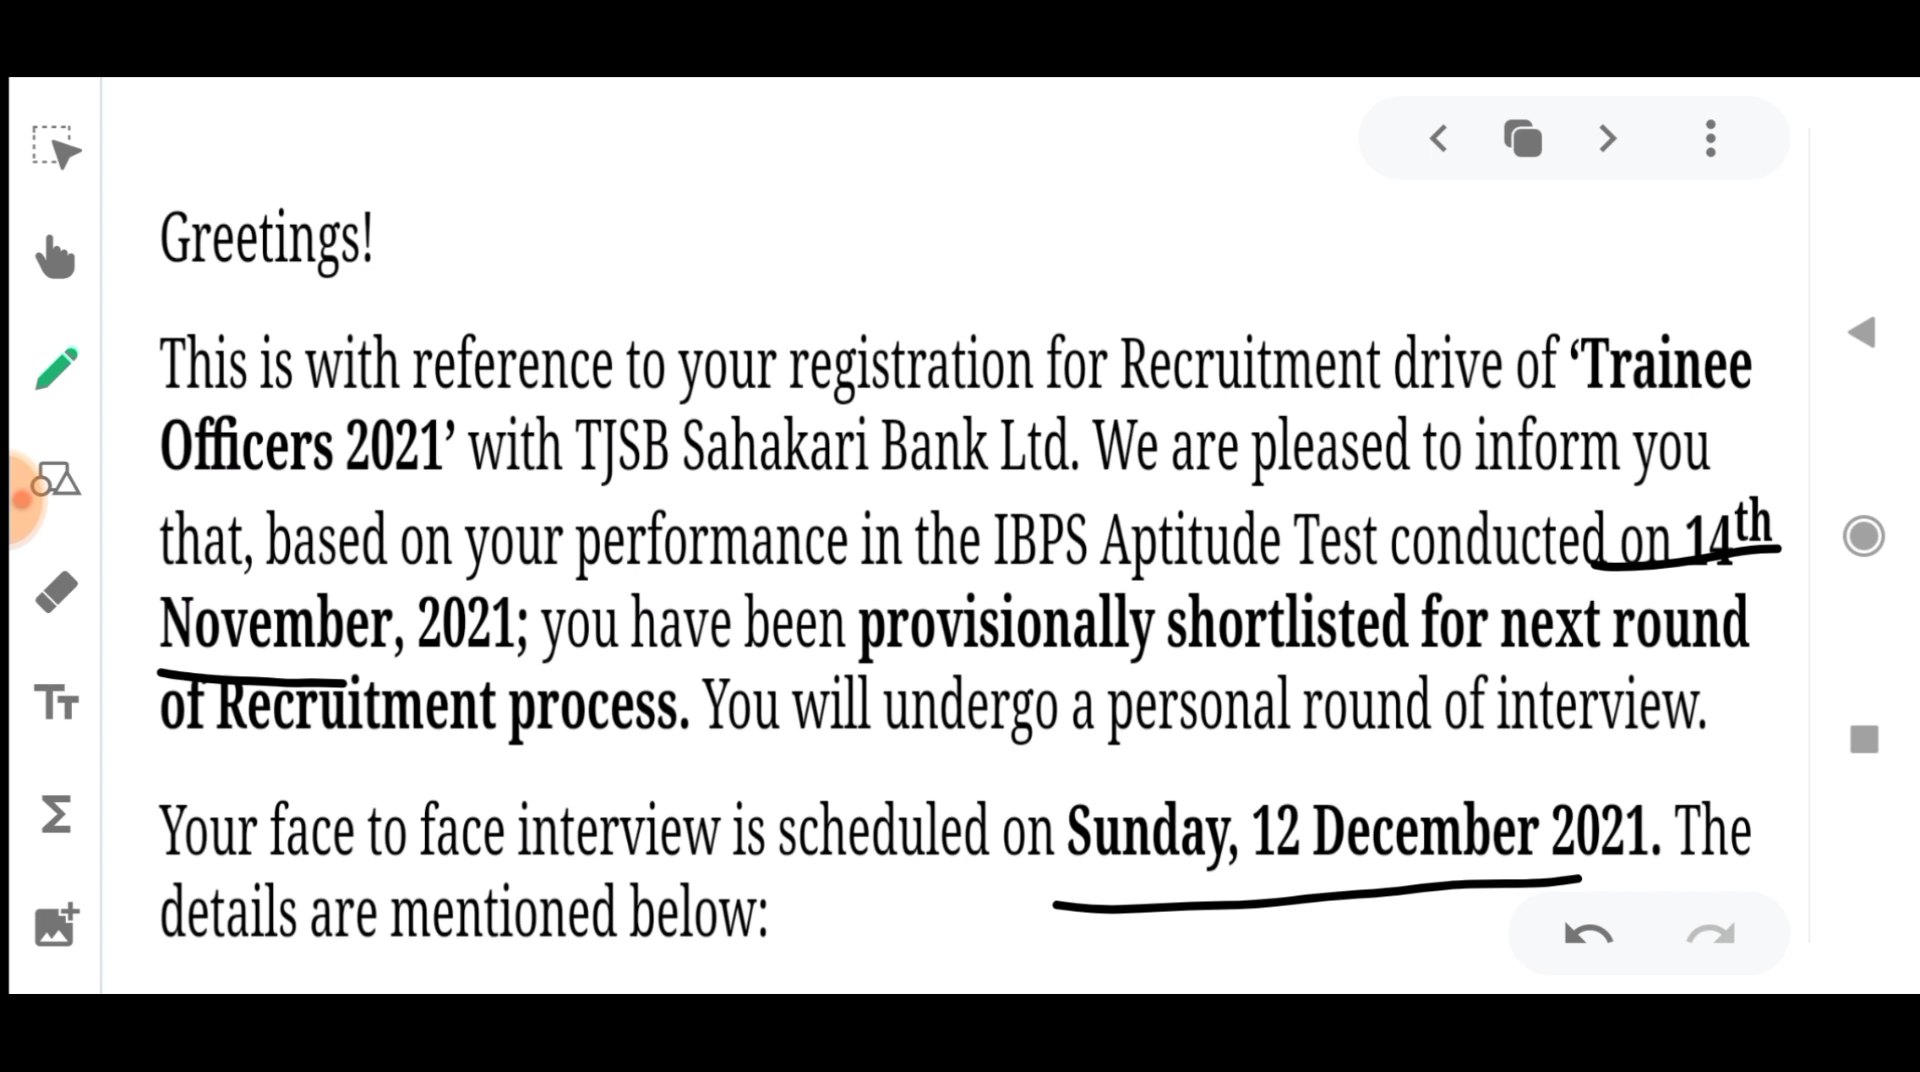 Greetings!
This is with reference to your registration for Recruitment drive of ‘Trainee
Officers 2021’ with TJSB Sahakari Bank Ltd. We are pleased to inform you
that, based on your performance in the IBPS Aptitude Test conducted on 14th
November, 2021; you have been provisionally shortlisted for next round
of Recruitment process. You will undergo a personal round of interview.
Your face to face interview is scheduled on Sunday, 12 December 2021. The
details are mentioned below: